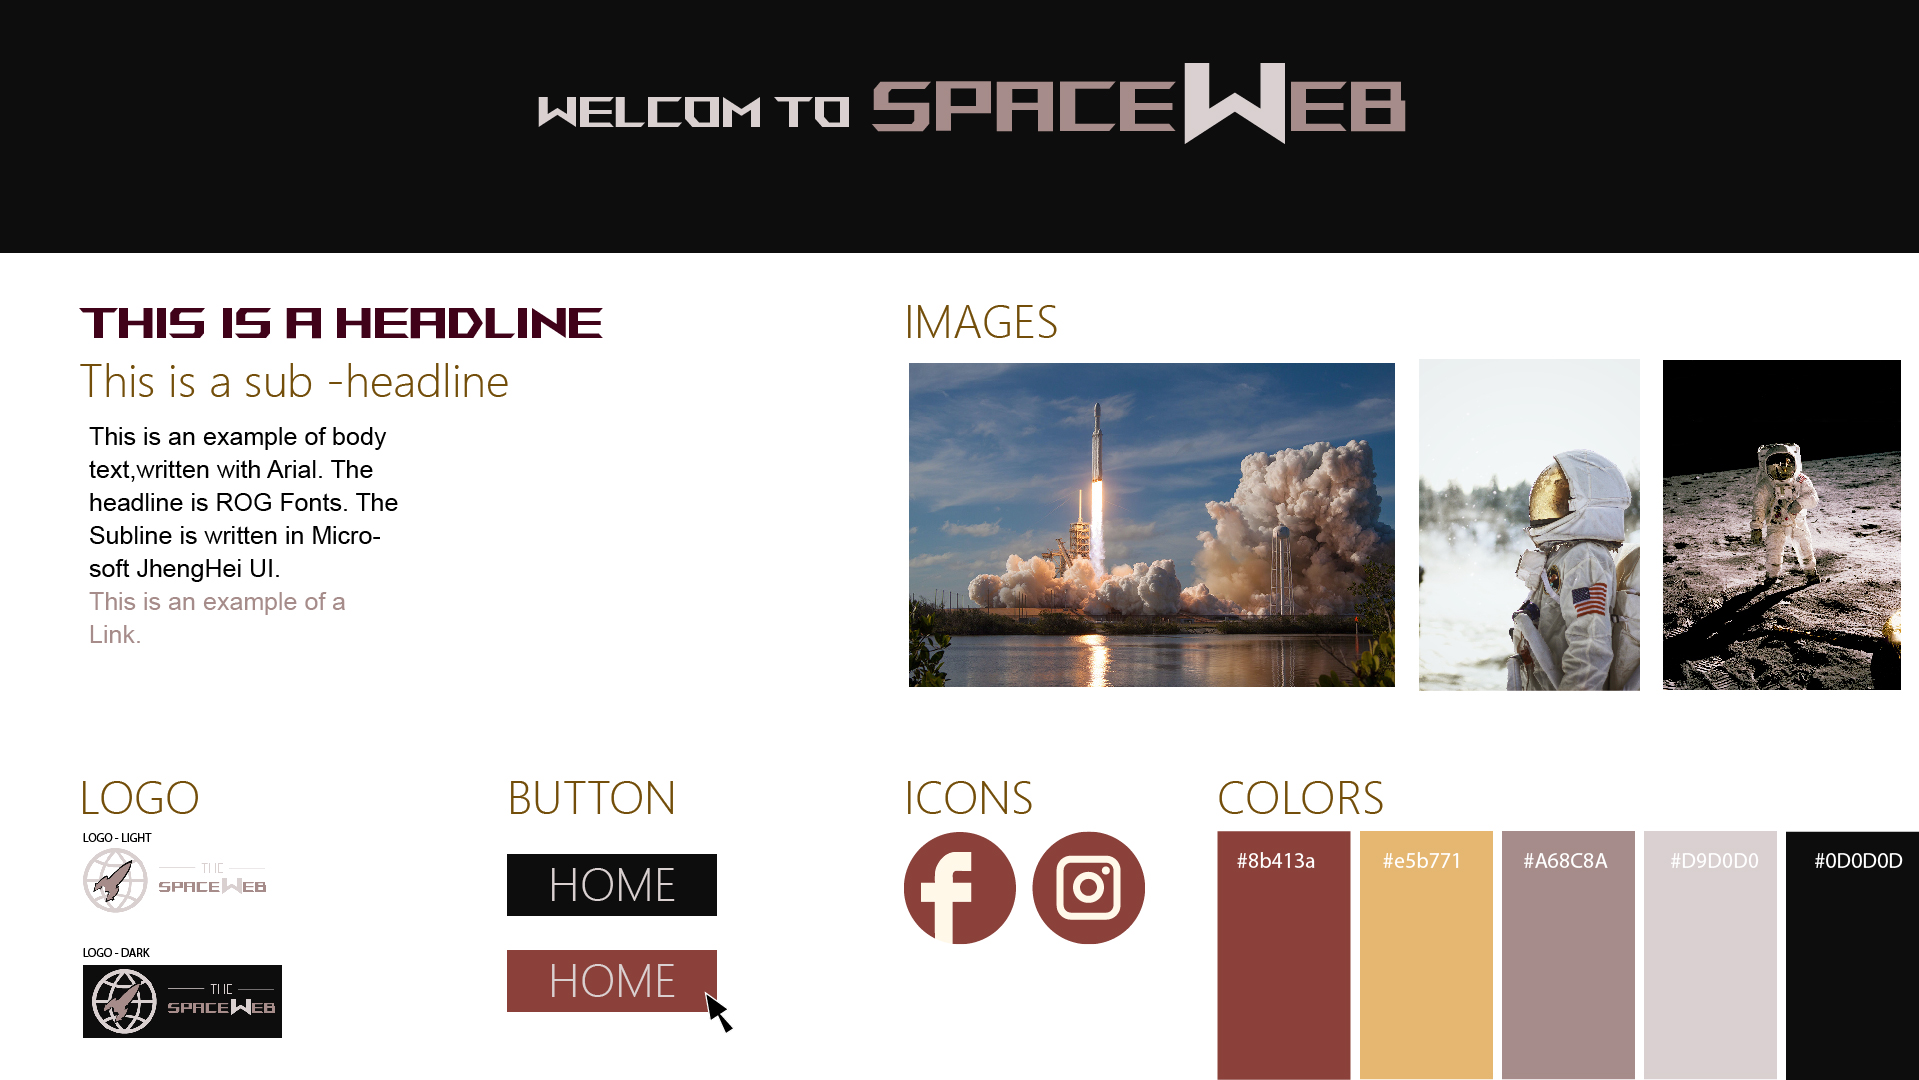 WELCOM TO SPACEWEB
THIS IS A HEADLINE
This is a sub -headline
This is an example of body
text,written with Arial. The
headline is ROG Fonts. The
Subline is written in Micro-
soft JhengHei UI.
This is an example of a
Link.
IMAGES
LOGO
LOGO - LIGHT
THE
SPACEWEB
LOGO - DARK
THE
SPACEWEB
BUTTON
HOME
HOME
ICONS
COLORS
#8b413a
#e5b771
#A68C8A
#D9D0D0
#0D0D0D